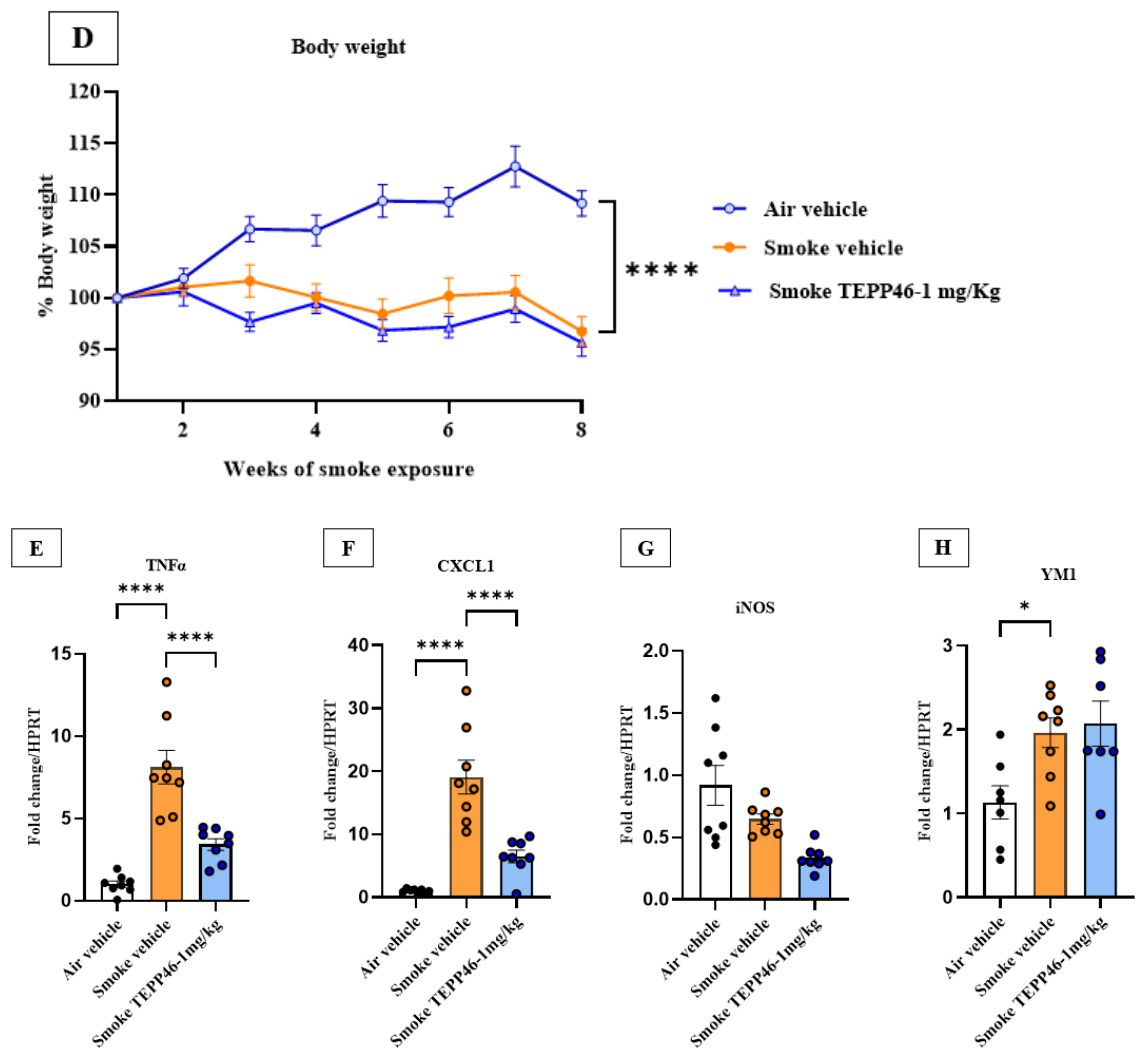 D
Body weight
120
115
110
105
100
95
90
% Body weight
2
4
6
8
Weeks of smoke exposure
Air vehicle
Smoke vehicle
Smoke TEPP46-1 mg/Kg
****
E
TNFα
****
****
15
10
5
0
Fold change/HPRT
Air vehicle
Smoke vehicle
Smoke TEPP46-1mg/kg
F
CXCL1
****
****
40
30
20
10
0
Fold change/HPRT
Air vehicle
Smoke vehicle
Smoke TEPP46-1mg/kg
G
iNOS
2.0
1.5
1.0
0.5
0.0
Fold change/HPRT
Air vehicle
Smoke vehicle
Smoke TEPP46-1mg/kg
H
YM1
*
3
2
1
0
Fold change/HPRT
Air vehicle
Smoke vehicle
Smoke TEPP46-1mg/kg